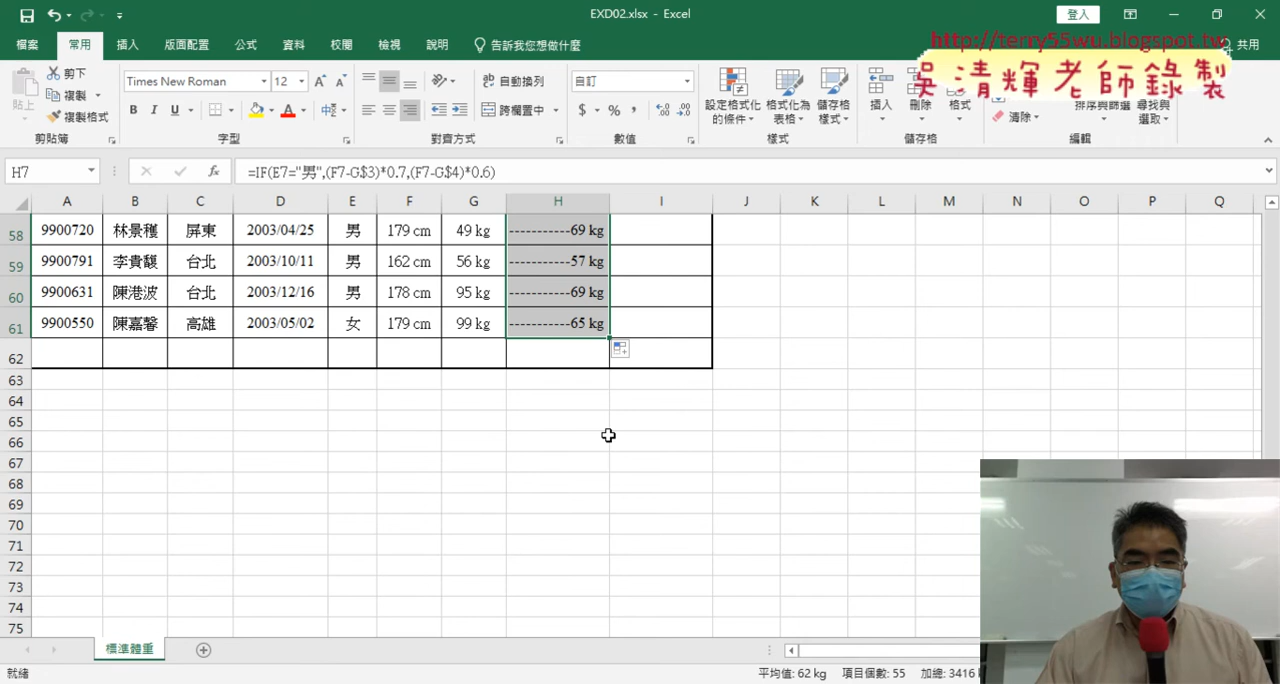 EXD02.xlsx - Excel
登入
檔案 常用 插入 版面配置 公式 資料 校閱 檢視 說明 告訴我您想做什麼 共用
http://terry55wu.blogspot.tw
吳清輝老師錄製
貼上 剪下 複製 複製格式 剪貼簿
Times New Roman 12 B I U A 字型
自動換列 跨欄置中 對齊方式
自訂 $ % , 數值
設定格式化的條件 格式化為表格 儲存格樣式 樣式
插入 刪除 格式 儲存格
清除 排序與篩選 尋找與選取 編輯
H7 fx =IF(E7="男",(F7-G$3)*0.7,(F7-G$4)*0.6)
A B C D E F G H I J K L M N O P Q
58 9900720 林景穜 屏東 2003/04/25 男 179 cm 49 kg -----------69 kg
59 9900791 李貴馥 台北 2003/10/11 男 162 cm 56 kg -----------57 kg
60 9900631 陳港波 台北 2003/12/16 男 178 cm 95 kg -----------69 kg
61 9900550 陳嘉馨 高雄 2003/05/02 女 179 cm 99 kg -----------65 kg
62
63
64
65
66
67
68
69
70
71
72
73
74
75
標準體重
就緒 平均值: 62 kg 項目個數: 55 加總: 3416